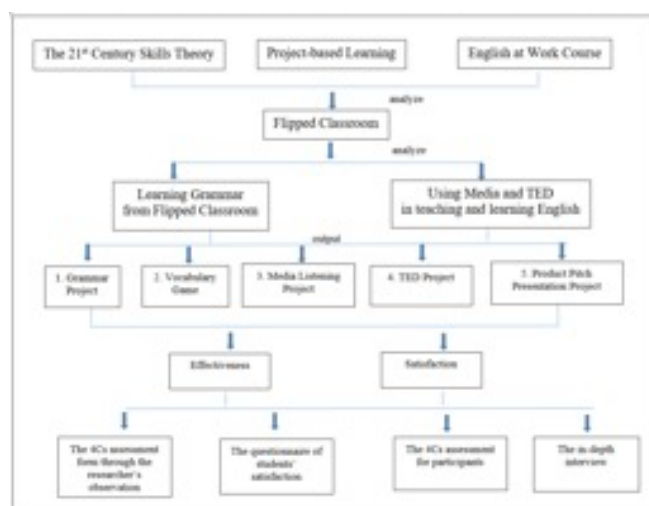 The 21st Century Skills Theory
Project-based Learning
English at Work Course
analyze
Flipped Classroom
analyze
Learning Grammar
from Flipped Classroom
Using Media and TED
in teaching and learning English
output
1. Grammar
Project
2. Vocabulary
Game
3. Media Listening
Project
4. TED Project
5. Product Pitch
Presentation Project
Effectiveness
Satisfaction
The 4Cs assessment
form through the
researcher's
observation
The questionnaire of
students'
satisfaction
The 4Cs assessment
for participants
The in depth
interview